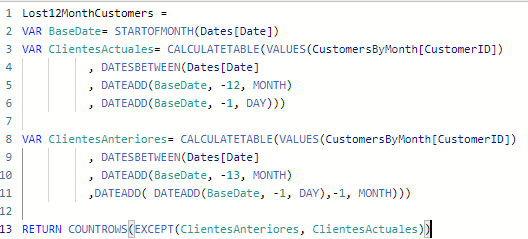 1 Lost12MonthCustomers =
2 VAR BaseDate= STARTOFMONTH(Dates[Date])
3 VAR ClientesActuales= CALCULATETABLE(VALUES(CustomersByMonth[CustomerID])
4 , DATESBETWEEN(Dates[Date]
5 , DATEADD(BaseDate, -12, MONTH)
6 , DATEADD(BaseDate, -1, DAY)))
7
8 VAR ClientesAnteriores= CALCULATETABLE(VALUES(CustomersByMonth[CustomerID])
9 , DATESBETWEEN(Dates[Date]
10 , DATEADD(BaseDate, -13, MONTH)
11 ,DATEADD( DATEADD(BaseDate, -1, DAY),-1, MONTH)))
12
13 RETURN COUNTROWS(EXCEPT(ClientesAnteriores, ClientesActuales))